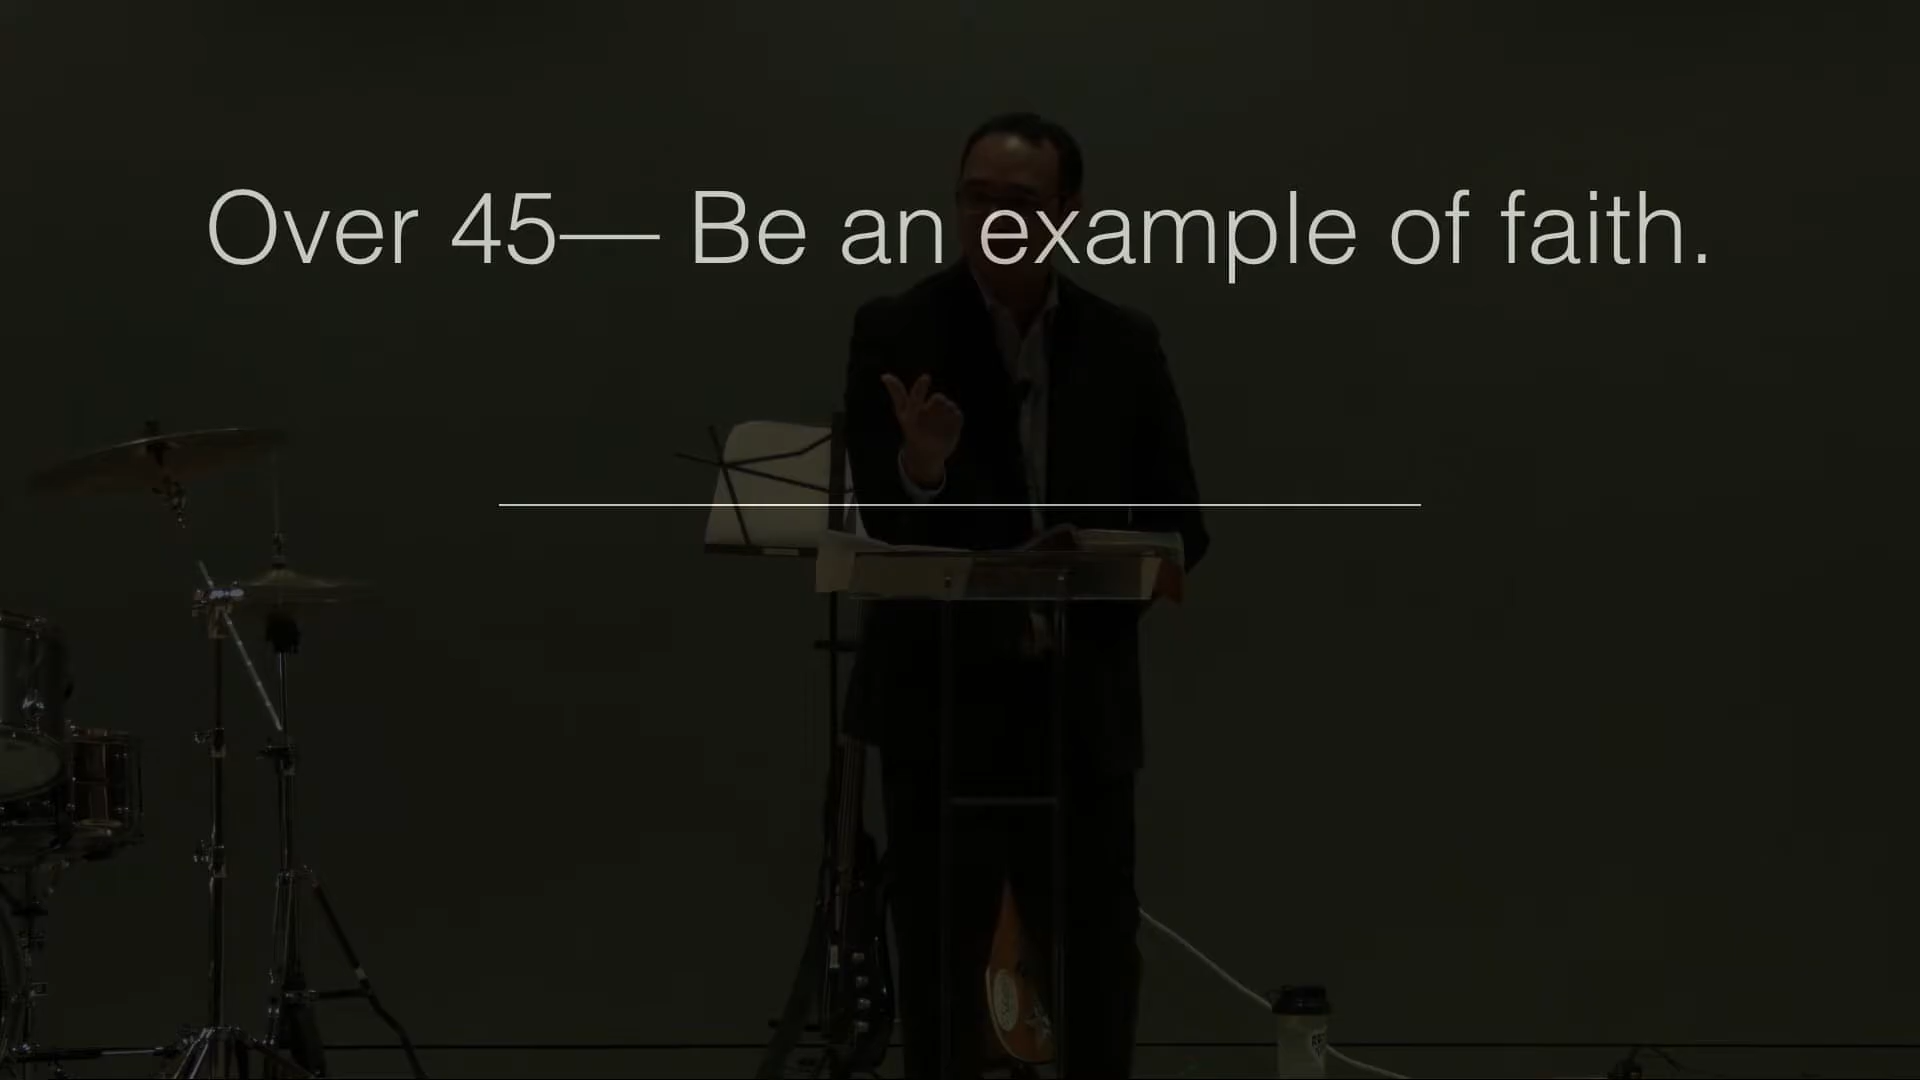 Over 45— Be an example of faith.